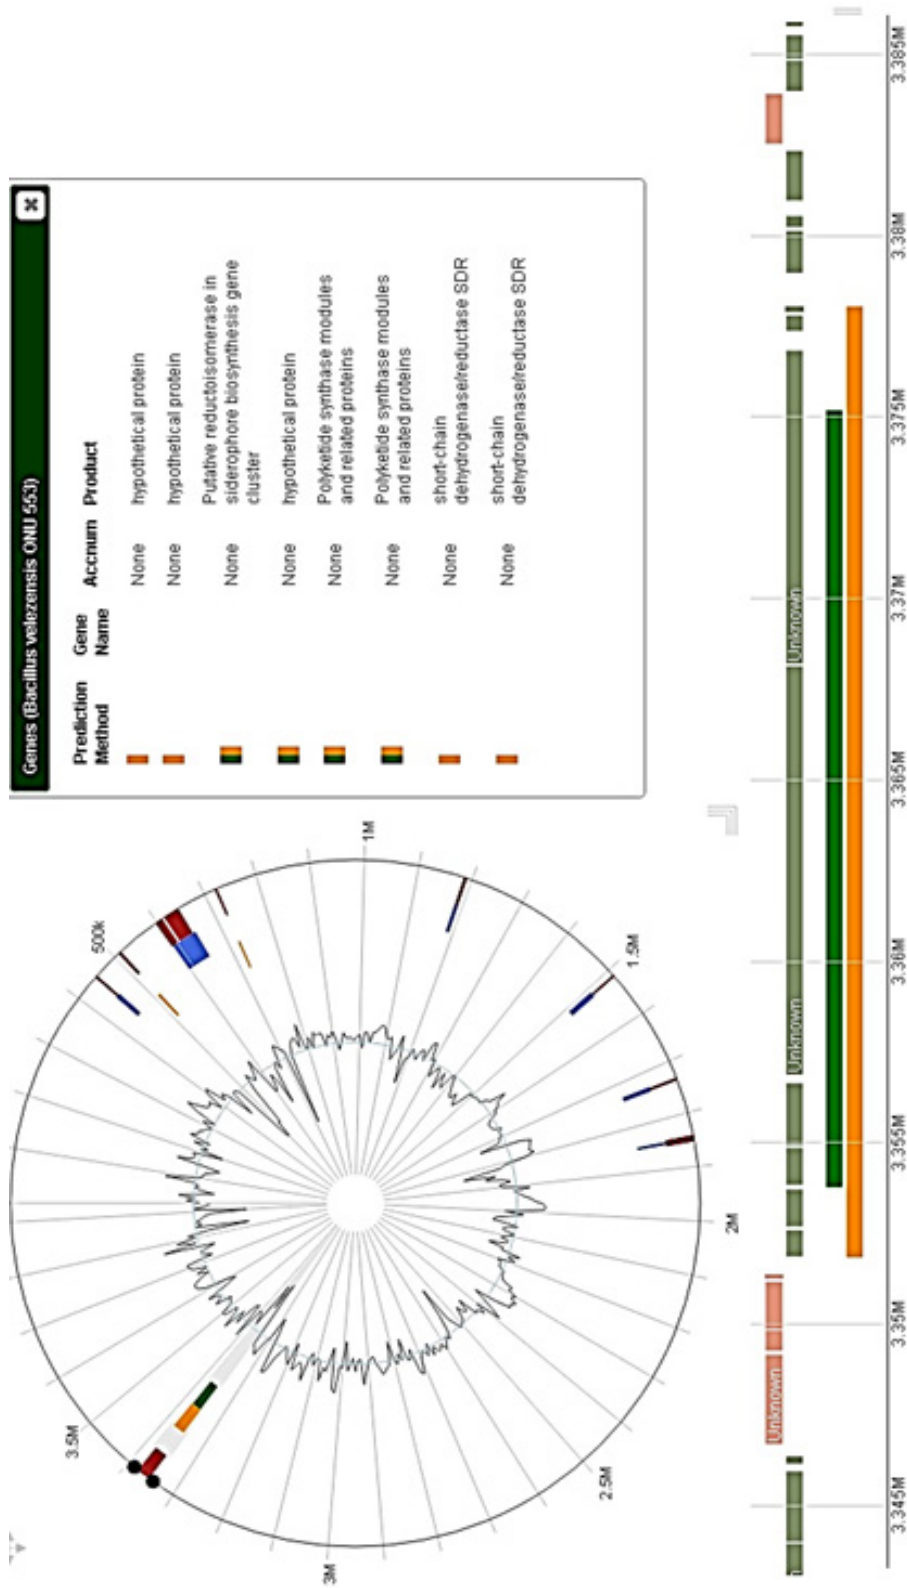 Genes (Bacillus velezensis ONU 553)
Prediction Method
Gene Name
Accnum
Product
None
hypothetical protein
None
hypothetical protein
None
Putative reductoisomerase in
siderophore biosynthesis gene
cluster
None
hypothetical protein
None
Polyketide synthase modules
and related proteins
None
Polyketide synthase modules
and related proteins
None
short-chain
dehydrogenase/reductase SDR
None
short-chain
dehydrogenase/reductase SDR
500k
1M
1.5M
2M
2.5M
3M
3.5M
Unknown
Unknown
Unknown
3.345M
3.35M
3.355M
3.36M
3.365M
3.37M
3.375M
3.38M
3.385M